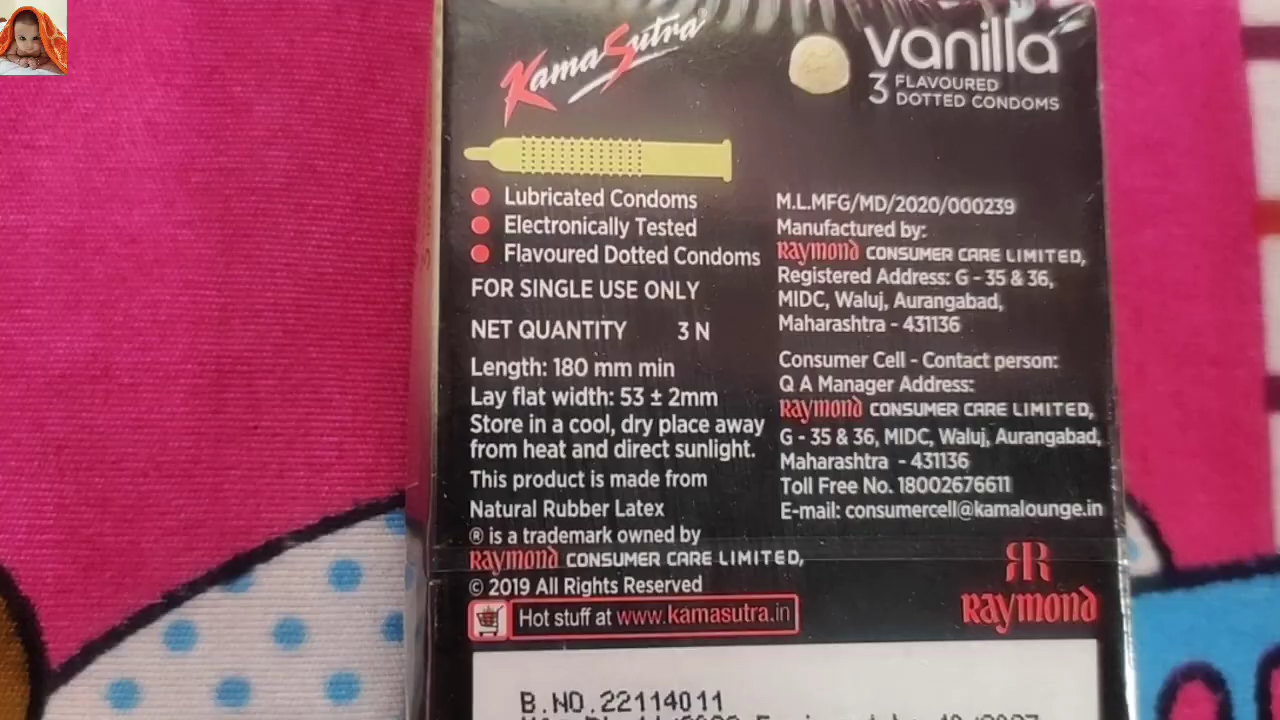 KamaSutra
vanilla
3 FLAVOURED
DOTTED CONDOMS
Lubricated Condoms
Electronically Tested
Flavoured Dotted Condoms
FOR SINGLE USE ONLY
NET QUANTITY 3 N
Length: 180 mm min
Lay flat width: 53 ± 2mm
Store in a cool, dry place away
from heat and direct sunlight.
This product is made from
Natural Rubber Latex
® is a trademark owned by
Raymond CONSUMER CARE LIMITED,
© 2019 All Rights Reserved
Hot stuff at www.kamasutra.in
M.L.MFG/MD/2020/000239
Manufactured by:
Raymond CONSUMER CARE LIMITED,
Registered Address: G - 35 & 36,
MIDC, Waluj, Aurangabad,
Maharashtra - 431136
Consumer Cell - Contact person:
Q A Manager Address:
Raymond CONSUMER CARE LIMITED,
G - 35 & 36, MIDC, Waluj, Aurangabad,
Maharashtra - 431136
Toll Free No. 18002676611
E-mail: consumercell@kamalounge.in
Raymond
B.NO.22114011